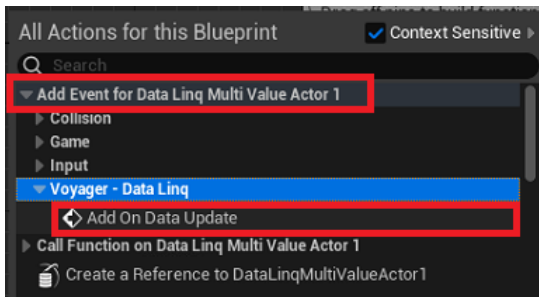 All Actions for this Blueprint
Context Sensitive
Search
Add Event for Data Linq Multi Value Actor 1
Collision
Game
Input
Voyager - Data Linq
Add On Data Update
Call Function on Data Linq Multi Value Actor 1
Create a Reference to DataLinqMultiValueActor1